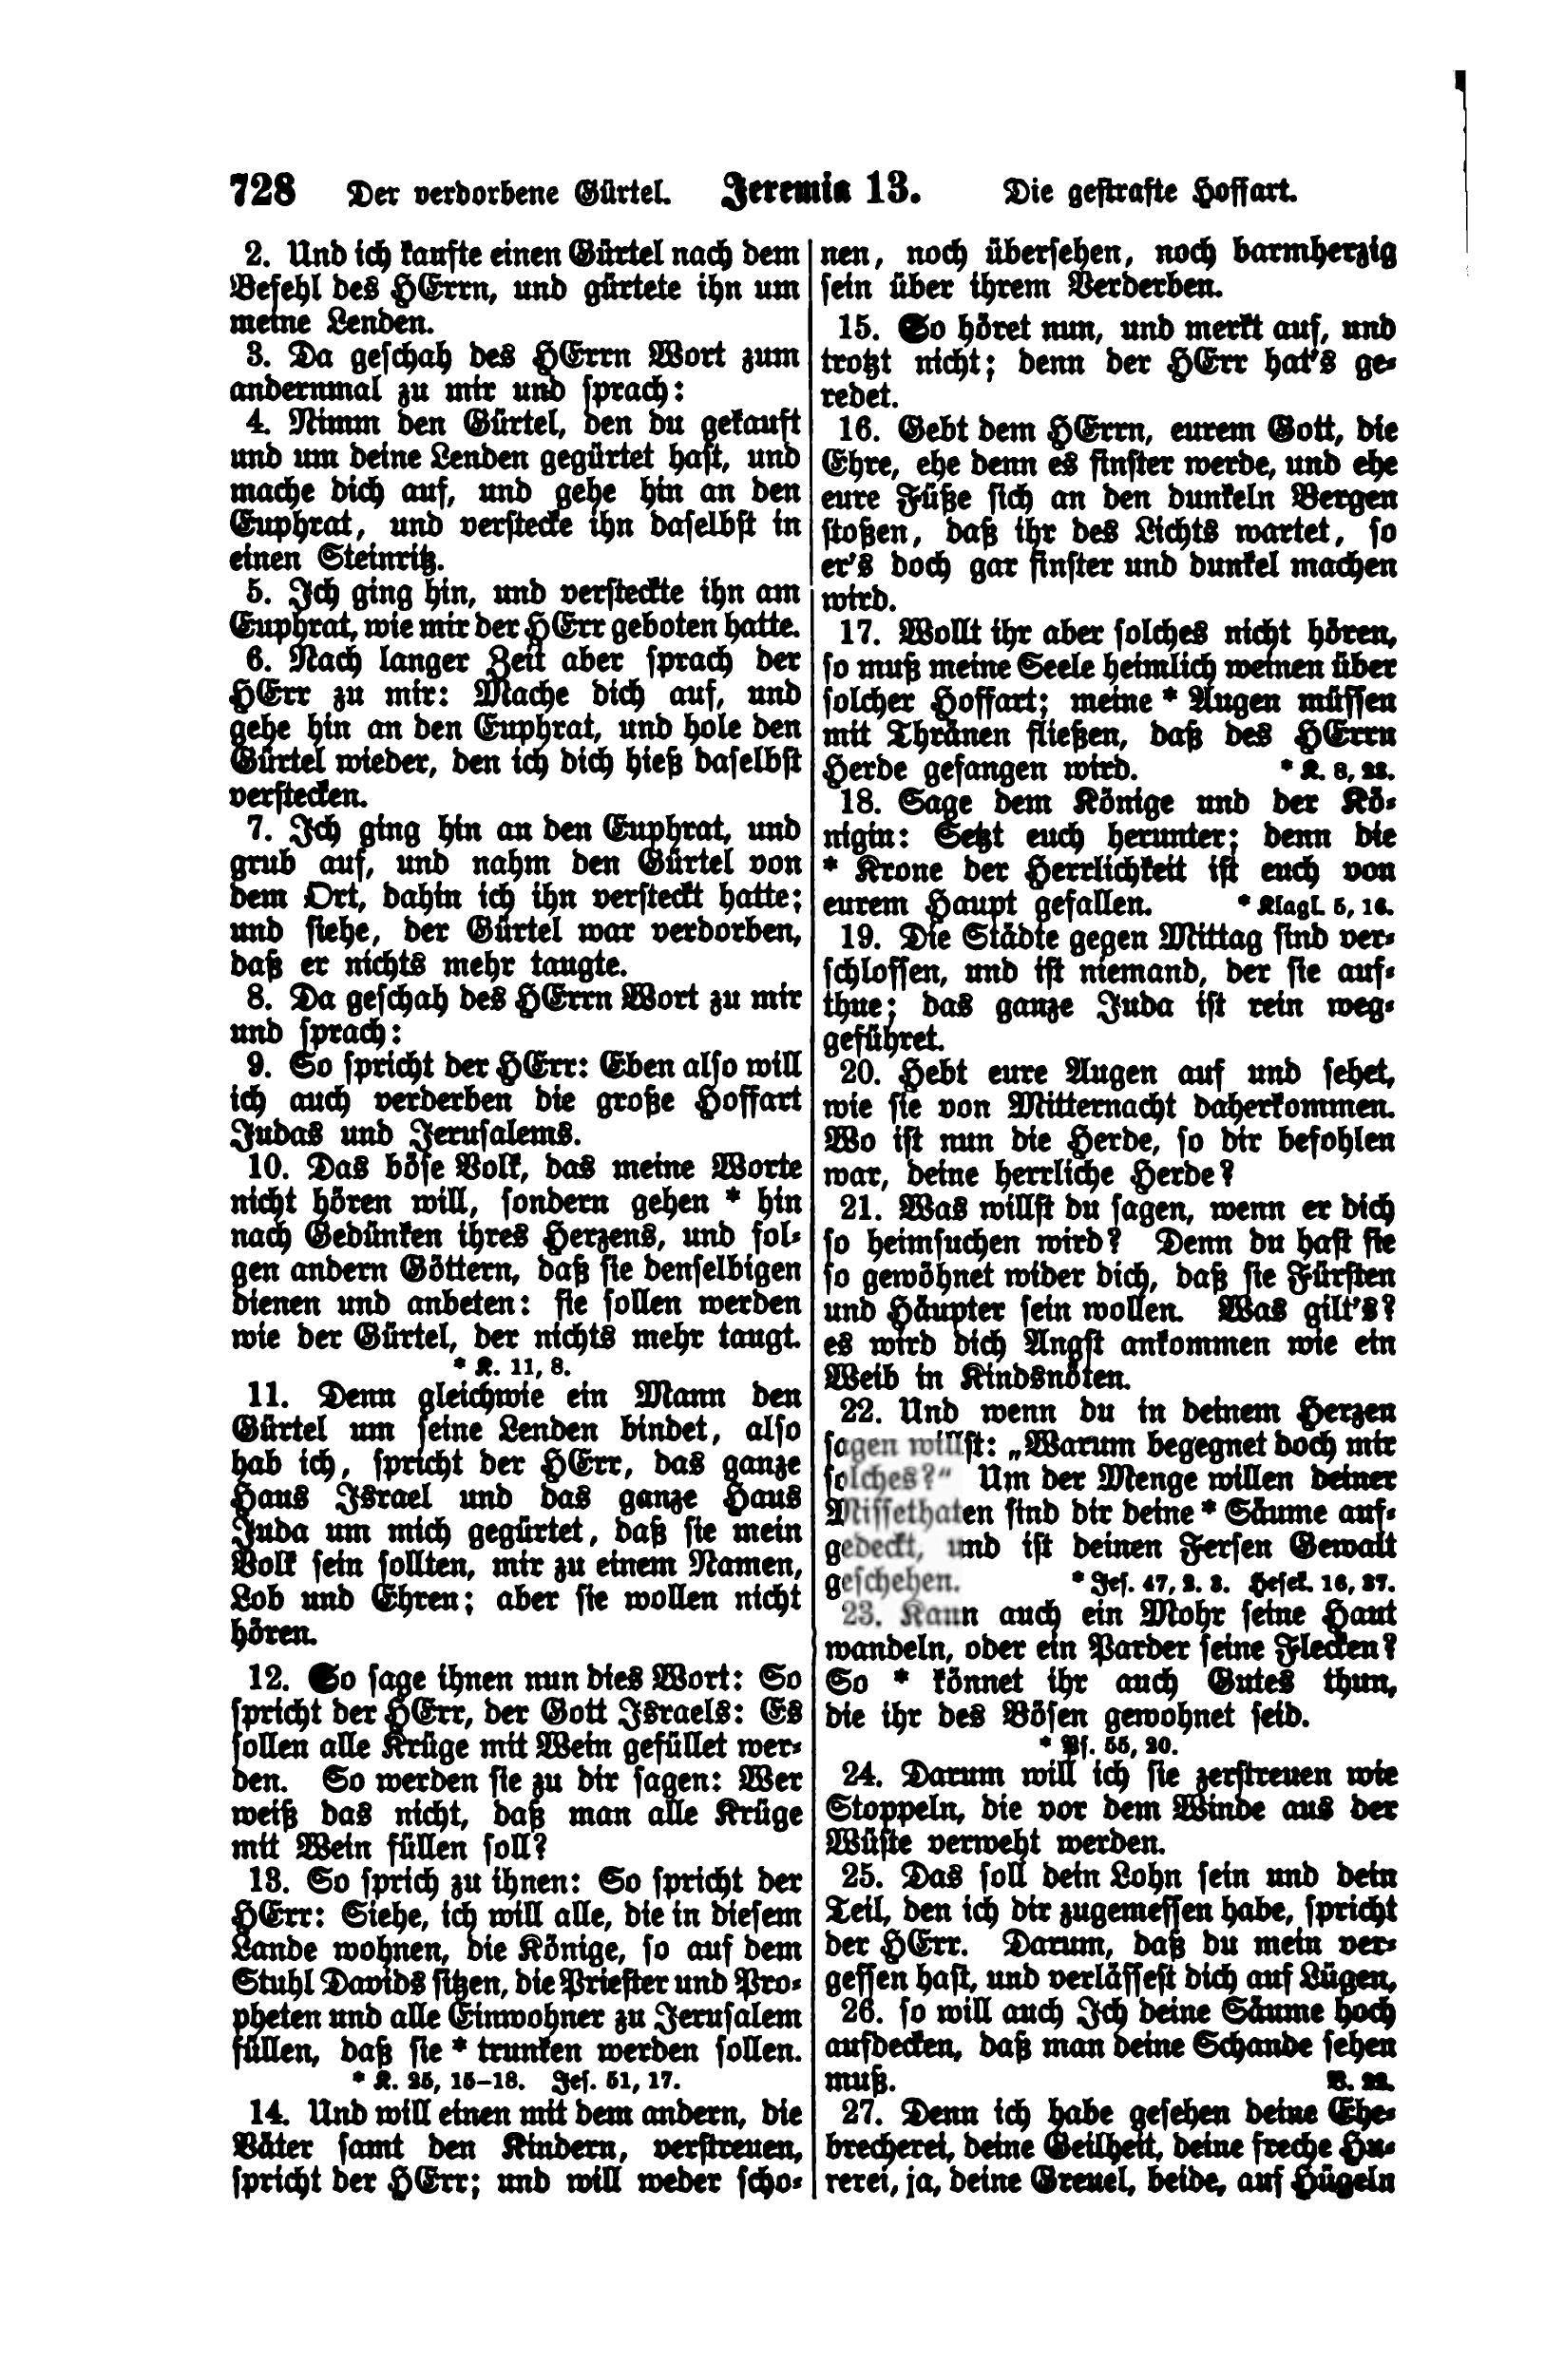 728 Der verdorbene Gürtel. Jeremia 13. Die gestrafte Hoffart.
2. Und ich kaufte einen Gürtel nach dem
Befehl des HErrn, und gürtete ihn um
meine Lenden.
3. Da geschah des HErrn Wort zum
andernmal zu mir und sprach:
4. Nimm den Gürtel, den du gekauft
und um deine Lenden gegürtet hast, und
mache dich auf, und gehe hin an den
Euphrat, und verstecke ihn daselbst in
einen Steinritz.
5. Ich ging hin, und versteckte ihn am
Euphrat, wie mir der HErr geboten hatte.
6. Nach langer Zeit aber sprach der
HErr zu mir: Mache dich auf, und
gehe hin an den Euphrat, und hole den
Gürtel wieder, den ich dich hieß daselbst
verstecken.
7. Ich ging hin an den Euphrat, und
grub auf, und nahm den Gürtel von
dem Ort, dahin ich ihn versteckt hatte;
und siehe, der Gürtel war verdorben,
daß er nichts mehr taugte.
8. Da geschah des HErrn Wort zu mir
und sprach:
9. So spricht der HErr: Eben also will
ich auch verderben die große Hoffart
Judas und Jerusalems.
10. Das böse Volk, das meine Worte
nicht hören will, sondern gehen * hin
nach Gedünken ihres Herzens, und fol-
gen andern Göttern, daß sie denselbigen
dienen und anbeten: sie sollen werden
wie der Gürtel, der nichts mehr taugt.
* K. 11, 8.
11. Denn gleichwie ein Mann den
Gürtel um seine Lenden bindet, also
hab ich, spricht der HErr, das ganze
Haus Israel und das ganze Haus
Juda um mich gegürtet, daß sie mein
Volk sein sollten, mir zu einem Namen,
Lob und Ehren; aber sie wollen nicht
hören.
12. So sage ihnen nun dies Wort: So
spricht der HErr, der Gott Israels: Es
sollen alle Krüge mit Wein gefüllet wer-
den. So werden sie zu dir sagen: Wer
weiß das nicht, daß man alle Krüge
mit Wein füllen soll?
13. So sprich zu ihnen: So spricht der
HErr: Siehe, ich will alle, die in diesem
Lande wohnen, die Könige, so auf dem
Stuhl Davids sitzen, die Priester und Pro-
pheten und alle Einwohner zu Jerusalem
füllen, daß sie * trunken werden sollen.
* K. 25, 15–18. Jes. 51, 17.
14. Und will einen mit dem andern, die
Väter samt den Kindern, verstreuen,
spricht der HErr; und will weder scho-
nen, noch übersehen, noch barmherzig
sein über ihrem Verderben.
15. So höret nun, und merkt auf, und
trotzt nicht; denn der HErr hat's ge-
redet.
16. Gebt dem HErrn, eurem Gott, die
Ehre, ehe denn es finster werde, und ehe
eure Füße sich an den dunkeln Bergen
stoßen, daß ihr des Lichts wartet, so
er's doch gar finster und dunkel machen
wird.
17. Wollt ihr aber solches nicht hören,
so muß meine Seele heimlich weinen über
solcher Hoffart; meine * Augen müssen
mit Thränen fließen, daß des HErrn
Herde gefangen wird. * K. 8, 23.
18. Sage dem Könige und der Kö-
nigin: Setzt euch herunter; denn die
* Krone der Herrlichkeit ist euch von
eurem Haupt gefallen. * Klagl. 5, 16.
19. Die Städte gegen Mittag sind ver-
schlossen, und ist niemand, der sie auf-
thue; das ganze Juda ist rein weg-
geführet.
20. Hebt eure Augen auf und sehet,
wie sie von Mitternacht daherkommen.
Wo ist nun die Herde, so dir befohlen
war, deine herrliche Herde?
21. Was willst du sagen, wenn er dich
so heimsuchen wird? Denn du hast sie
so gewöhnet wider dich, daß sie Fürsten
und Häupter sein wollen. Was gilt's?
es wird dich Angst ankommen wie ein
Weib in Kindsnöten.
22. Und wenn du in deinem Herzen
sagen willst: „Warum begegnet doch mir
solches?“ Um der Menge willen deiner
Missethaten sind dir deine * Säume auf-
gedeckt, und ist deinen Fersen Gewalt
geschehen. * Jes. 47, 2. 3. Hesek. 16, 37.
23. Kann auch ein Mohr seine Haut
wandeln, oder ein Parder seine Flecken?
So * könnet ihr auch Gutes thun,
die ihr des Bösen gewohnet seid.
* Ps. 55, 20.
24. Darum will ich sie zerstreuen wie
Stoppeln, die vor dem Winde aus der
Wüste verweht werden.
25. Das soll dein Lohn sein und dein
Teil, den ich dir zugemessen habe, spricht
der HErr. Darum, daß du mein ver-
gessen hast, und verlässest dich auf Lügen,
26. so will auch Ich deine Säume hoch
aufdecken, daß man deine Schande sehen
muß. V. 22.
27. Denn ich habe gesehen deine Ehe-
brecherei, deine Geilheit, deine freche Hu-
rerei, ja, deine Greuel, beide, auf Hügeln